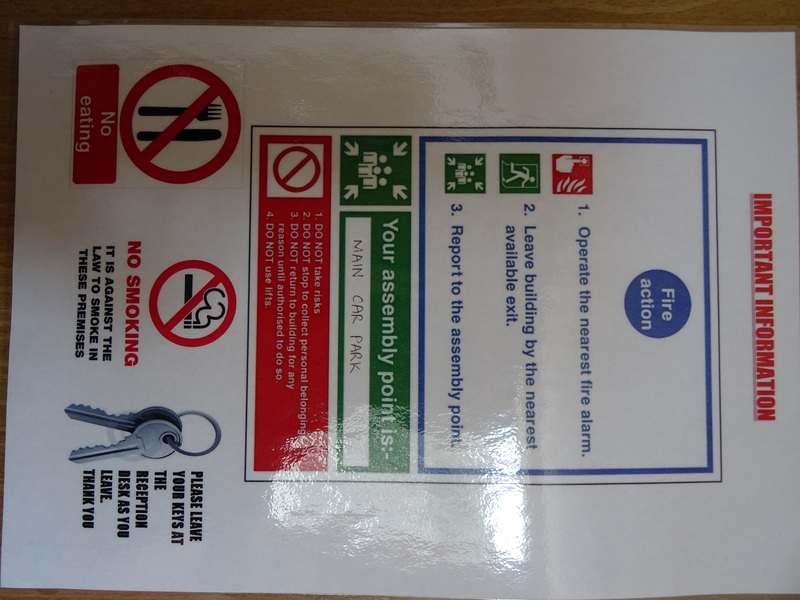 IMPORTANT INFORMATION
Fire
action
1. Operate the nearest fire alarm.
2. Leave building by the nearest
available exit.
3. Report to the assembly point.
Your assembly point is:-
MAIN CAR PARK
1. DO NOT take risks
2. DO NOT stop to collect personal belongings
3. DO NOT return to building for any
reason until authorised to do so.
4. DO NOT use lifts
No
eating
NO SMOKING
IT IS AGAINST THE
LAW TO SMOKE IN
THESE PREMISES
PLEASE LEAVE
YOUR KEYS AT
THE
RECEPTION
DESK AS YOU
LEAVE.
THANK YOU